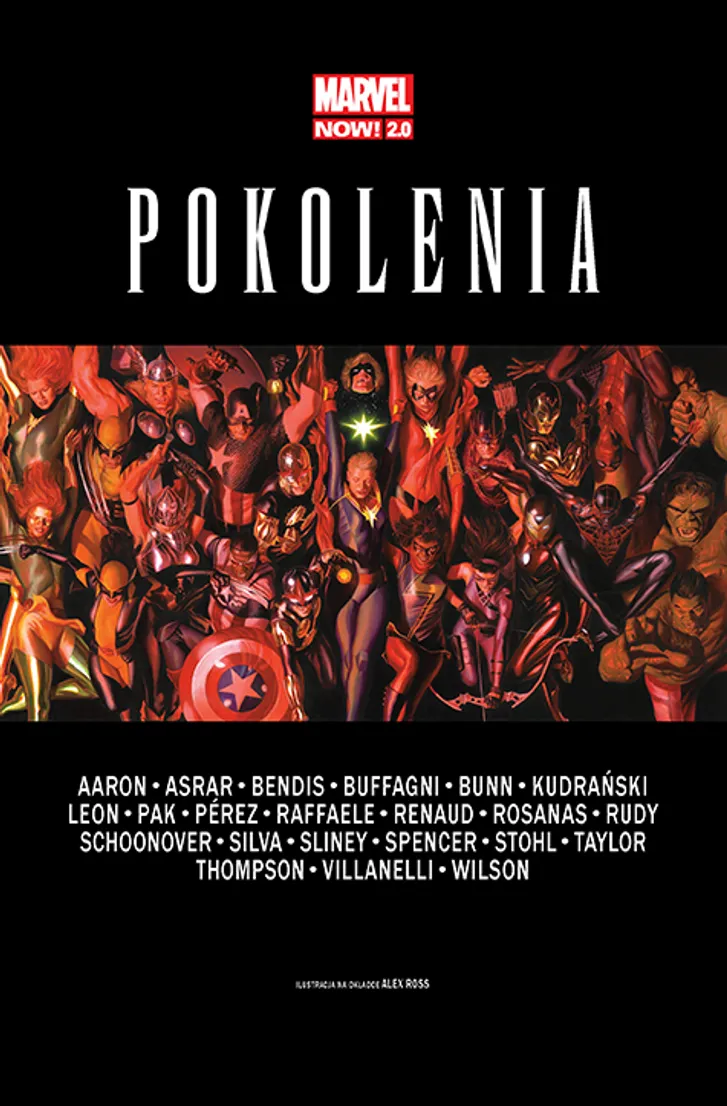 MARVEL
NOW! 2.0
POKOLENIA
AARON • ASRAR • BENDIS • BUFFAGNI • BUNN • KUDRAŃSKI
LEON • PAK • PÉREZ • RAFFAELE • RENAUD • ROSANAS • RUDY
SCHOONOVER • SILVA • SLINEY • SPENCER • STOHL • TAYLOR
THOMPSON • VILLANELLI • WILSON
ILUSTRACJA NA OKŁADCE ALEX ROSS